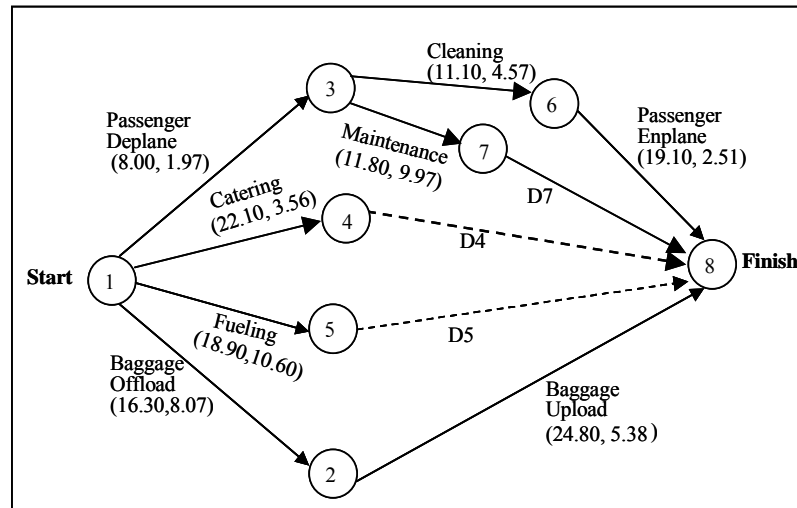 Cleaning
(11.10, 4.57)
3
6
Passenger
Deplane
(8.00, 1.97)
Maintenance
(11.80, 9.97)
7
Passenger
Enplane
(19.10, 2.51)
Catering
(22.10, 3.56)
4
D7
D4
Start
1
8
Finish
Fueling
(18.90,10.60)
5
D5
Baggage
Offload
(16.30,8.07)
Baggage
Upload
(24.80, 5.38)
2